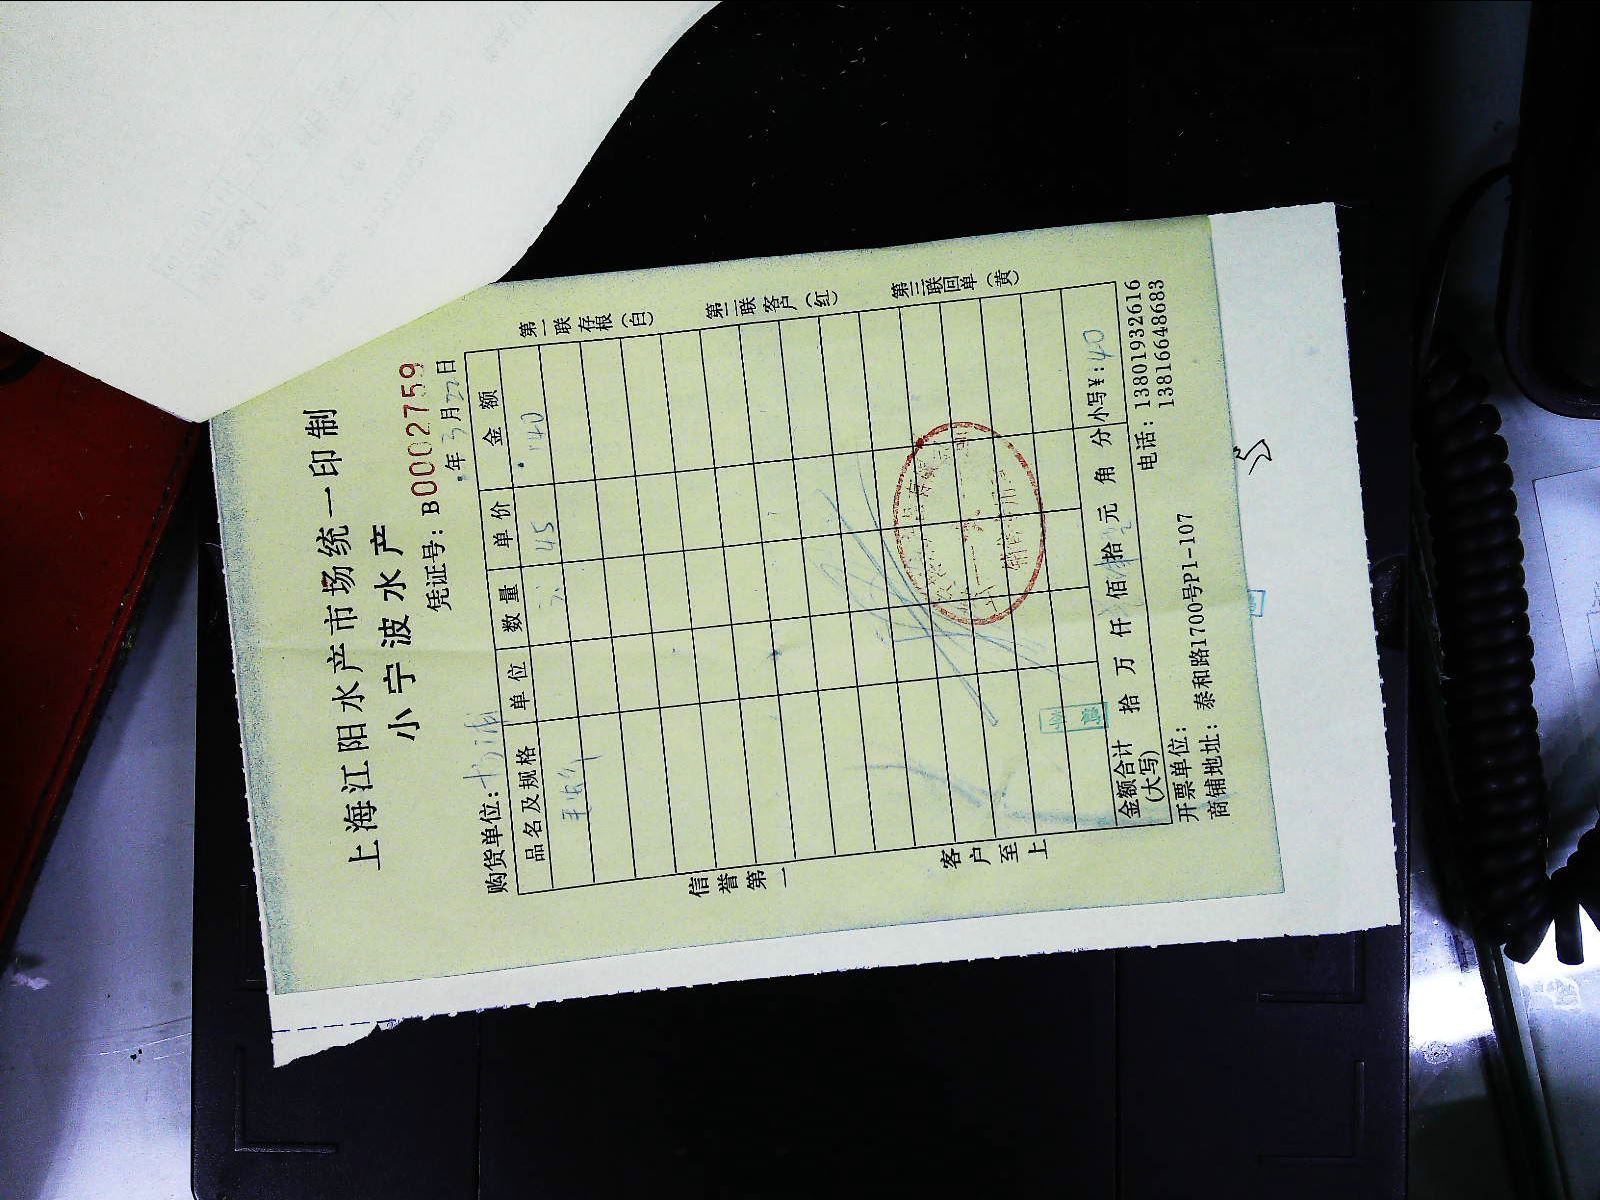 上海江阳水产市场统一印制
小宁波水产
凭证号: B0002759
年3月22日
购货单位:
品名及规格 单位 数量 单价 金额
45 140
信誉第一
客户至上
第一联存根(白)
第二联客户(红)
第三联回单(黄)
金额合计(大写) 拾 万 仟 佰 拾 元 角 分 小写¥:
开票单位:
电话: 13801932616
13816648683
商铺地址: 泰和路1700号P1-107